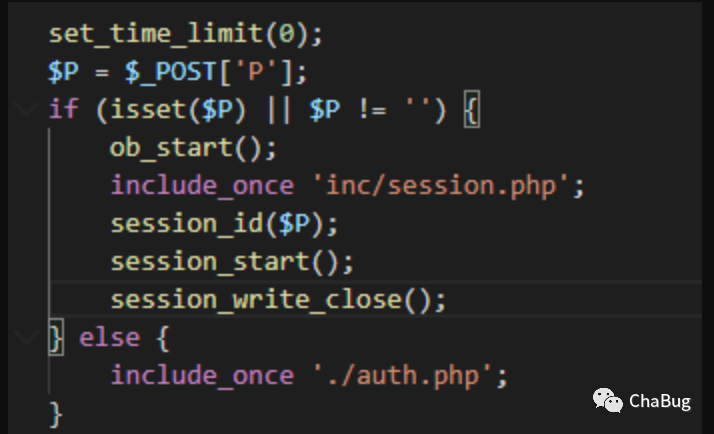 set_time_limit(0);
$P = $_POST['P'];
if (isset($P) || $P != '') {
    ob_start();
    include_once 'inc/session.php';
    session_id($P);
    session_start();
    session_write_close();
} else {
    include_once './auth.php';
}
ChaBug